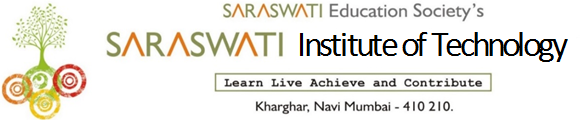 SARASWATI Education Society's
SARASWATI Institute of Technology
Learn Live Achieve and Contribute
Kharghar, Navi Mumbai - 410 210.